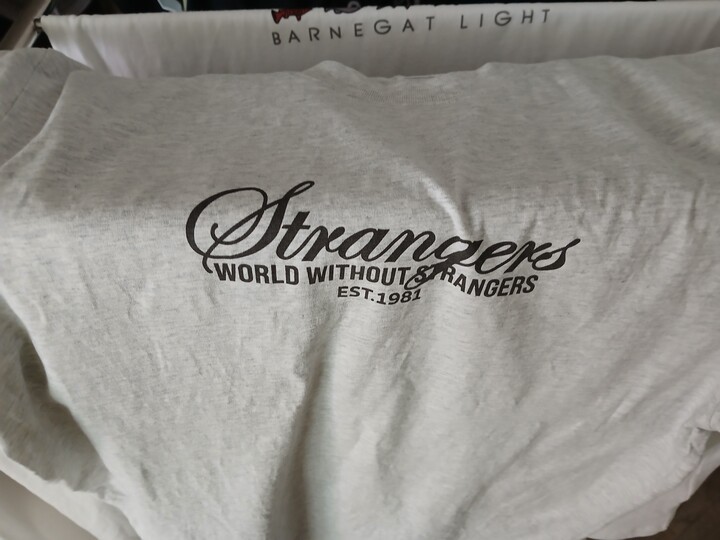 BARNEGAT LIGHT
Strangers
WORLD WITHOUT STRANGERS
EST.1981